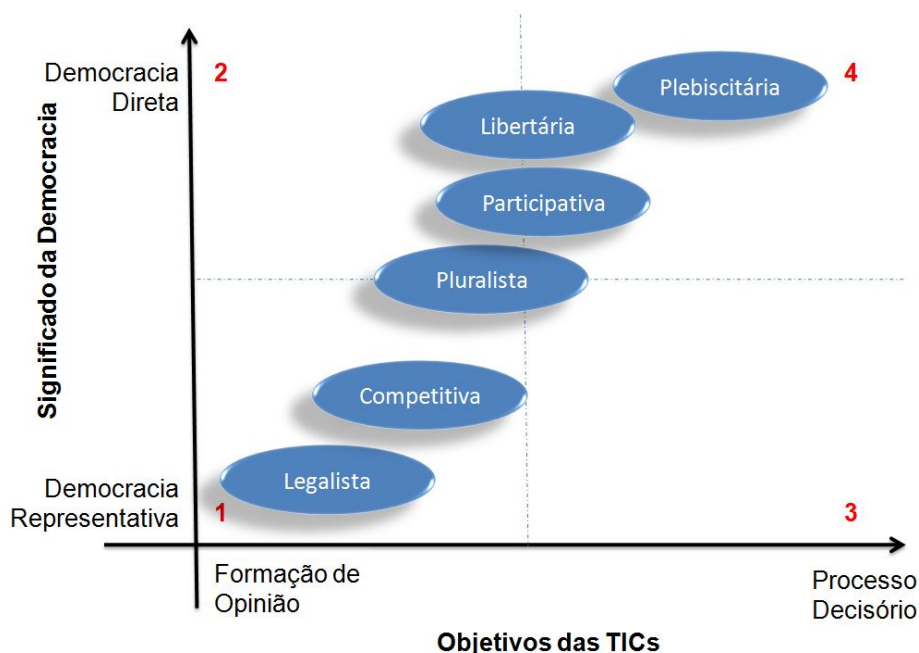 Democracia
Direta
2
4
Plebiscitária
Libertária
Participativa
Pluralista
Competitiva
Legalista
Significado da Democracia
Democracia
Representativa
1
3
Formação de
Opinião
Processo
Decisório
Objetivos das TICs